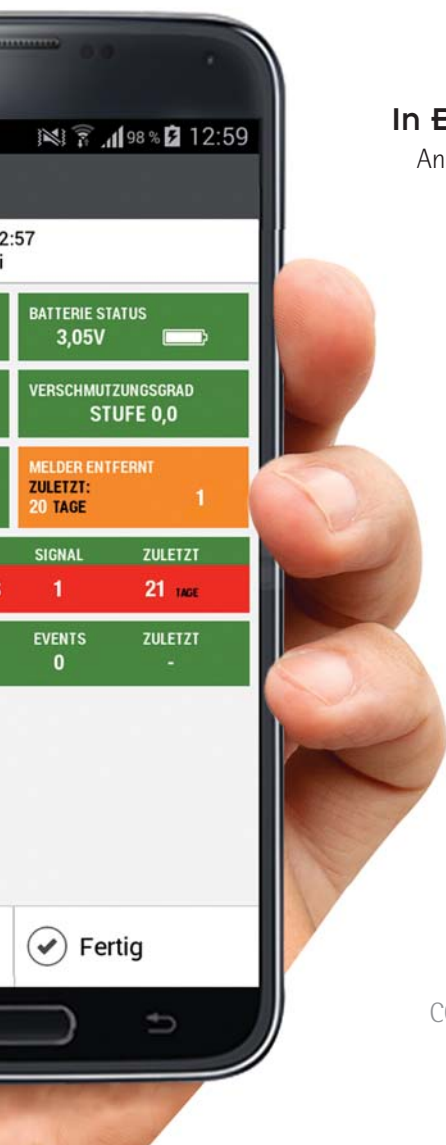 98 % 12:59
In
An
2:57
i
BATTERIE STATUS
3,05V
VERSCHMUTZUNGSGRAD
STUFE 0,0
MELDER ENTFERNT
ZULETZT:
20 TAGE 1
SIGNAL ZULETZT
1 21 TAGE
EVENTS ZULETZT
0 -
Fertig